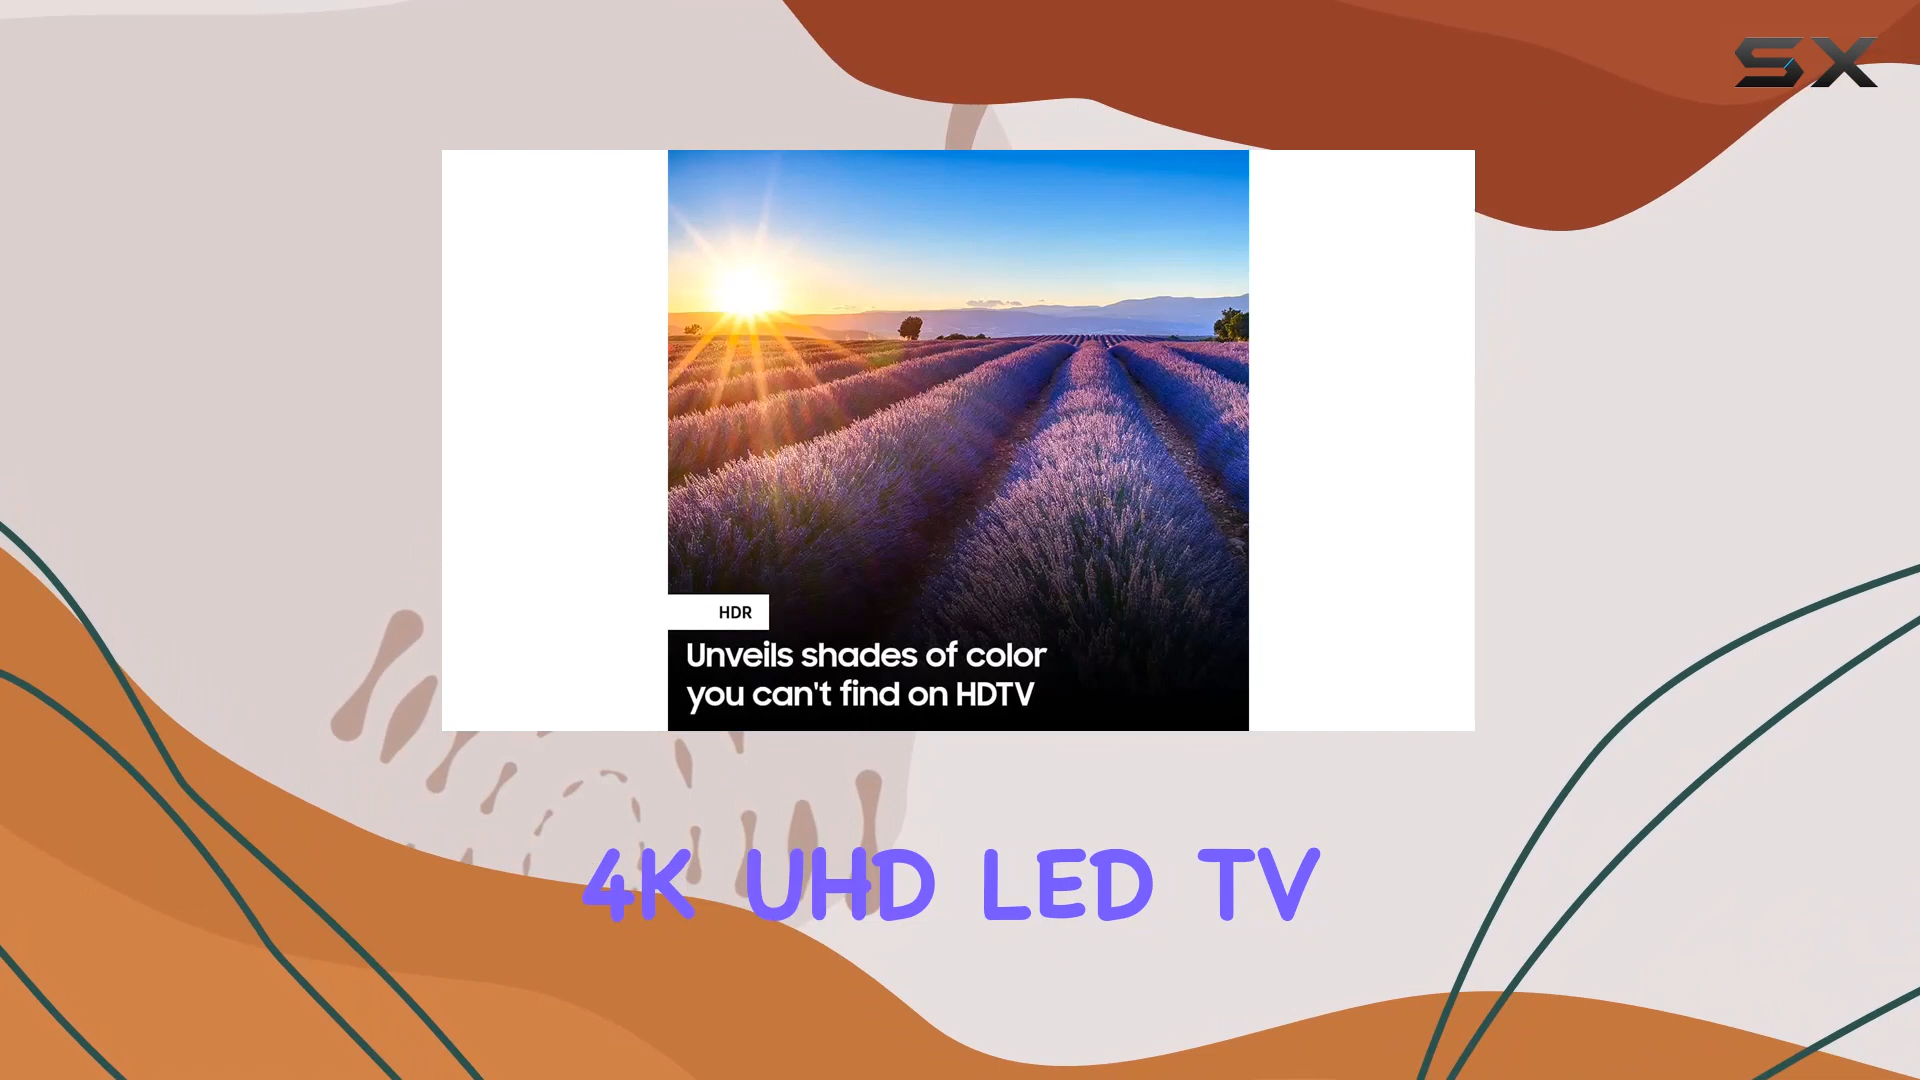 SX
HDR
Unveils shades of color
you can't find on HDTV
4K UHD LED TV